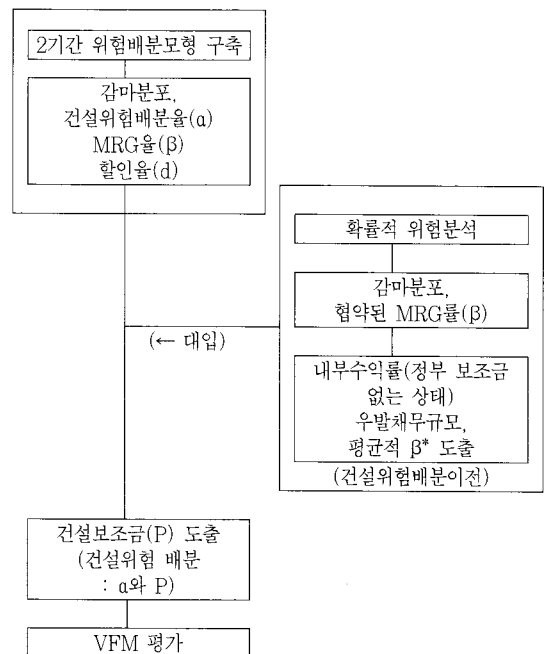 2기간 위험배분모형 구축
감마분포,
건설위험배분율(α)
MRG율(β)
할인율(d)
확률적 위험분석
감마분포,
협약된 MRG률(β)
(← 대입)
내부수익률(정부 보조금
없는 상태)
우발채무규모,
평균적 β* 도출
(건설위험배분이전)
건설보조금(P) 도출
(건설위험 배분
: α와 P)
VFM 평가